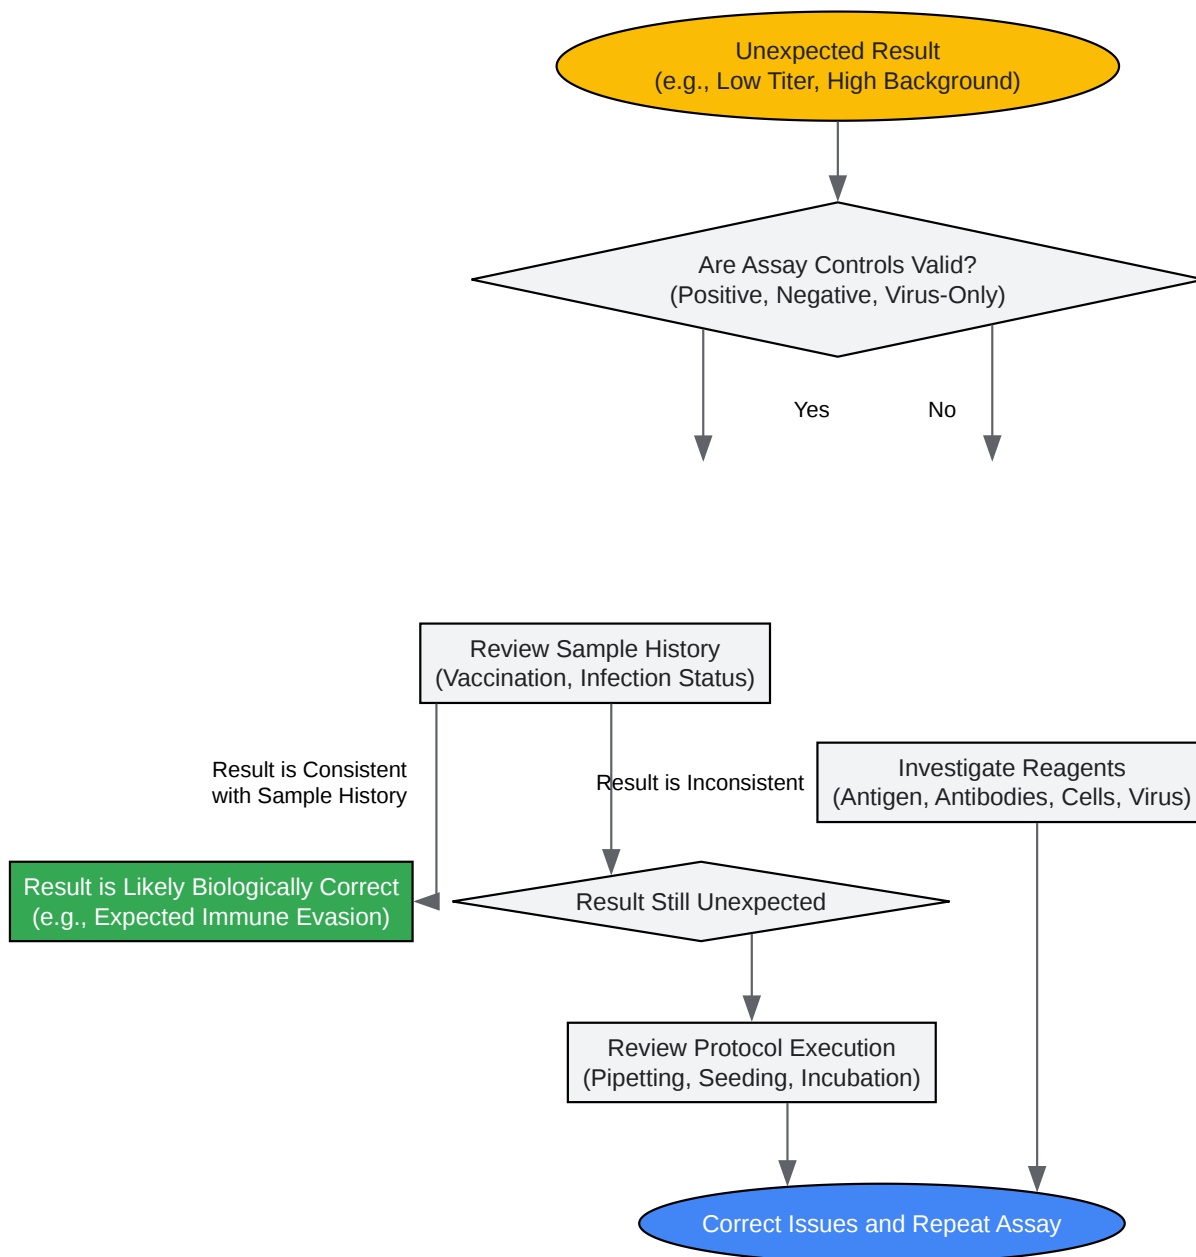 Unexpected Result
(e.g., Low Titer, High Background)
Are Assay Controls Valid?
(Positive, Negative, Virus-Only)
Yes
No
Review Sample History
(Vaccination, Infection Status)
Result is Consistent
with Sample History
Result is Inconsistent
Investigate Reagents
(Antigen, Antibodies, Cells, Virus)
Result is Likely Biologically Correct
(e.g., Expected Immune Evasion)
Result Still Unexpected
Review Protocol Execution
(Pipetting, Seeding, Incubation)
Correct Issues and Repeat Assay